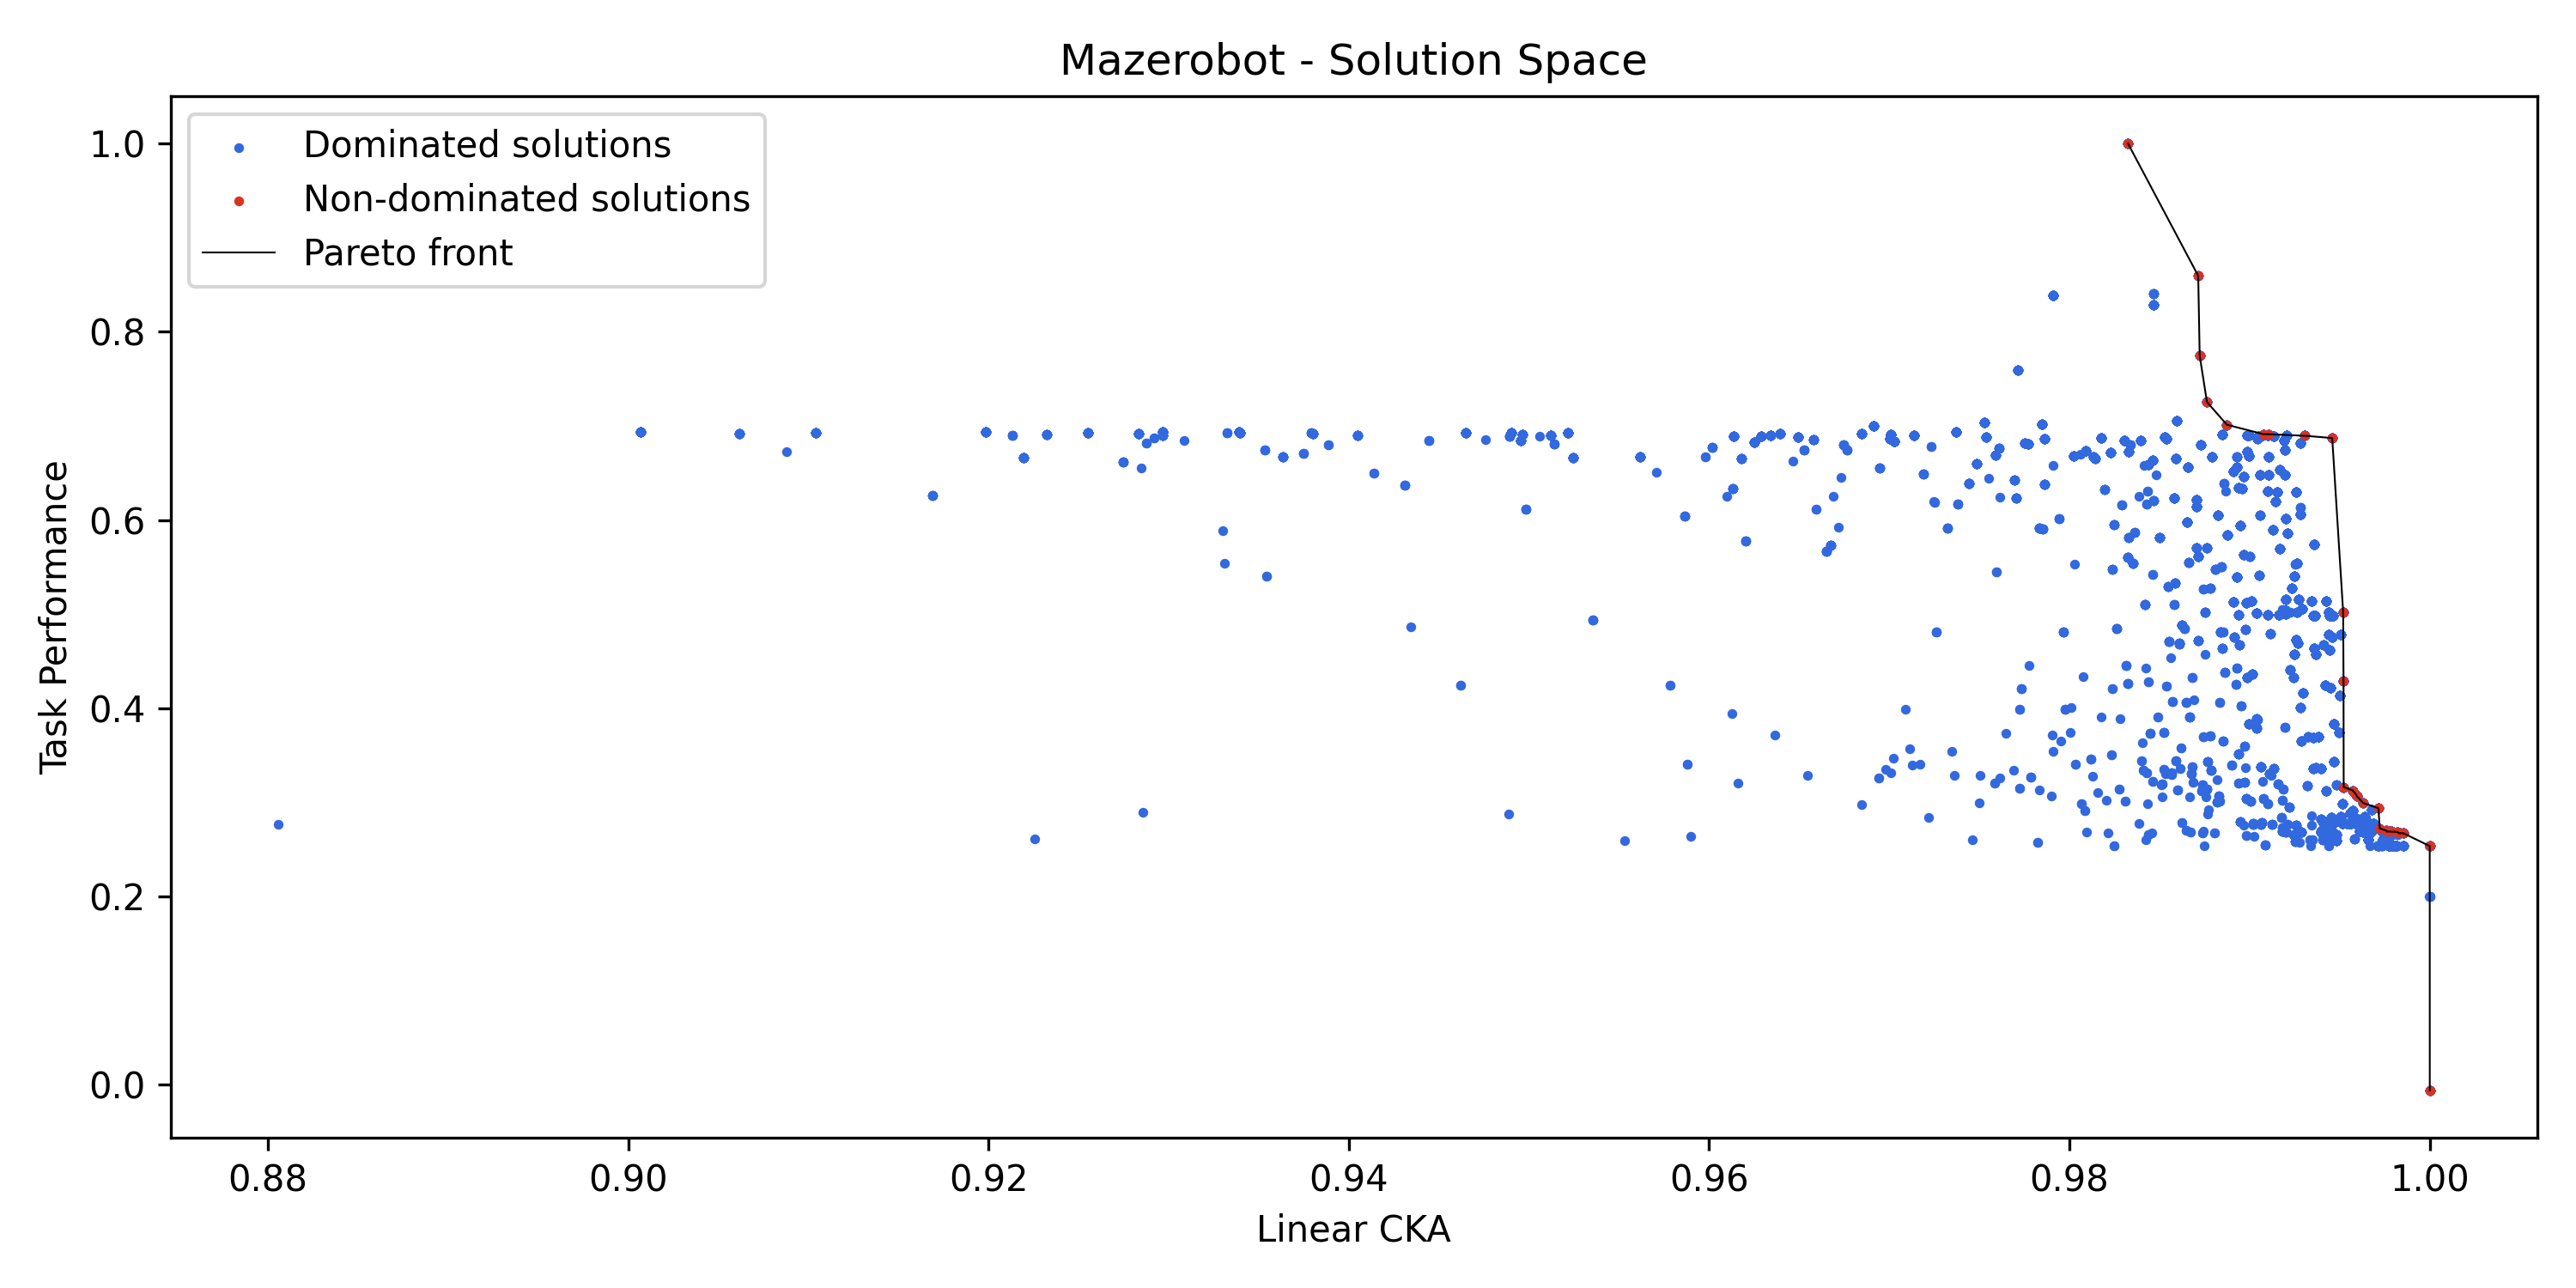 Mazerobot - Solution Space
Dominated solutions
Non-dominated solutions
Pareto front
1.0
0.8
0.6
0.4
0.2
0.0
Task Performance
0.88
0.90
0.92
0.94
0.96
0.98
1.00
Linear CKA